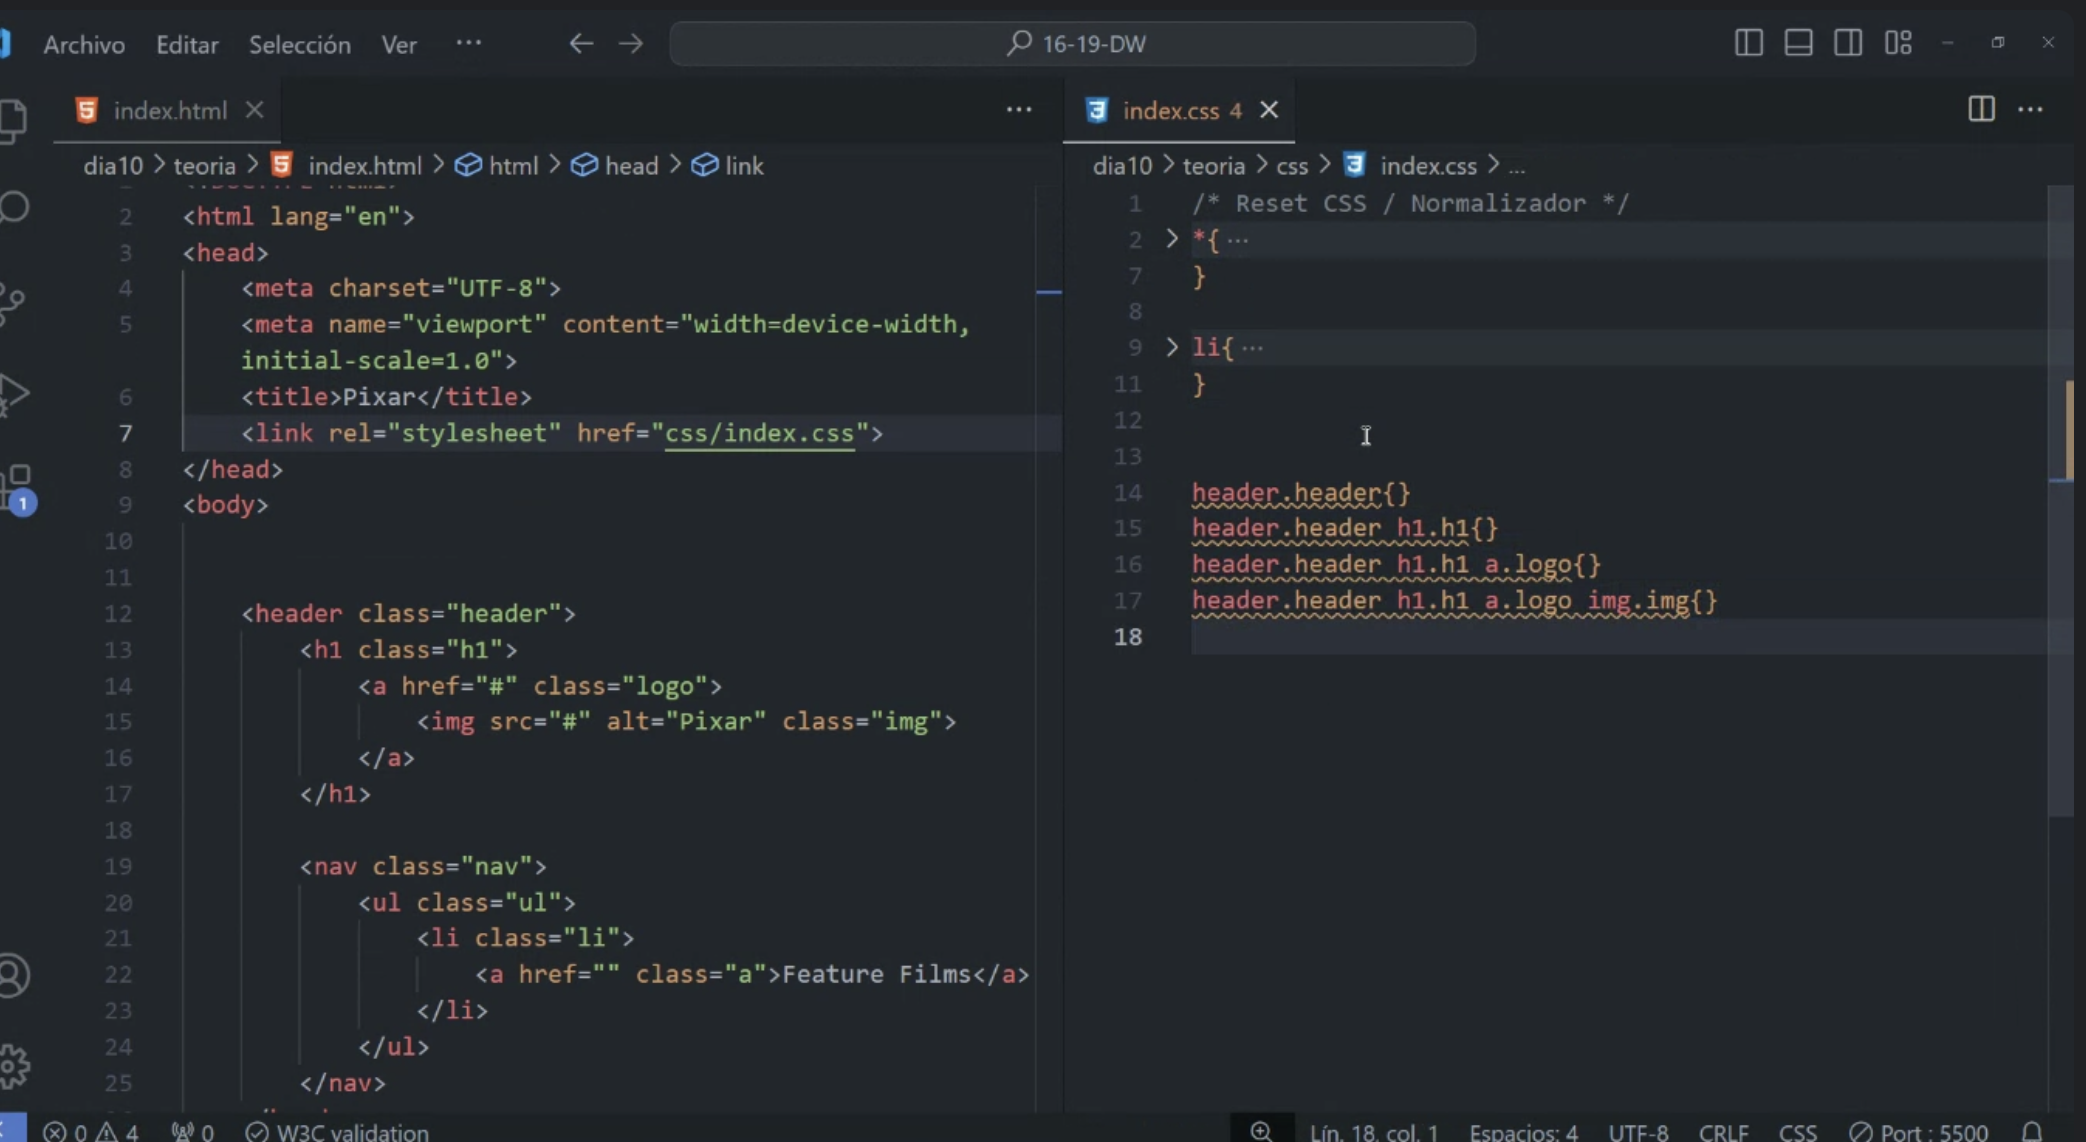 Archivo Editar Selección Ver ··· 16-19-DW
index.html
dia10 > teoria > index.html > html > head > link
2 <html lang="en">
3 <head>
4 <meta charset="UTF-8">
5 <meta name="viewport" content="width=device-width,
initial-scale=1.0">
6 <title>Pixar</title>
7 <link rel="stylesheet" href="css/index.css">
8 </head>
9 <body>
10
11
12 <header class="header">
13 <h1 class="h1">
14 <a href="#" class="logo">
15 <img src="#" alt="Pixar" class="img">
16 </a>
17 </h1>
18
19 <nav class="nav">
20 <ul class="ul">
21 <li class="li">
22 <a href="" class="a">Feature Films</a>
23 </li>
24 </ul>
25 </nav>
index.css 4
dia10 > teoria > css > index.css > ...
1 /* Reset CSS / Normalizador */
2 *{ ···
7 }
8
9 li{ ···
11 }
12
13
14 header.header{}
15 header.header h1.h1{}
16 header.header h1.h1 a.logo{}
17 header.header h1.h1 a.logo img.img{}
18
1
0 4 0 W3C validation Lín. 18, col. 1 Espacios: 4 UTF-8 CRLF CSS Port : 5500